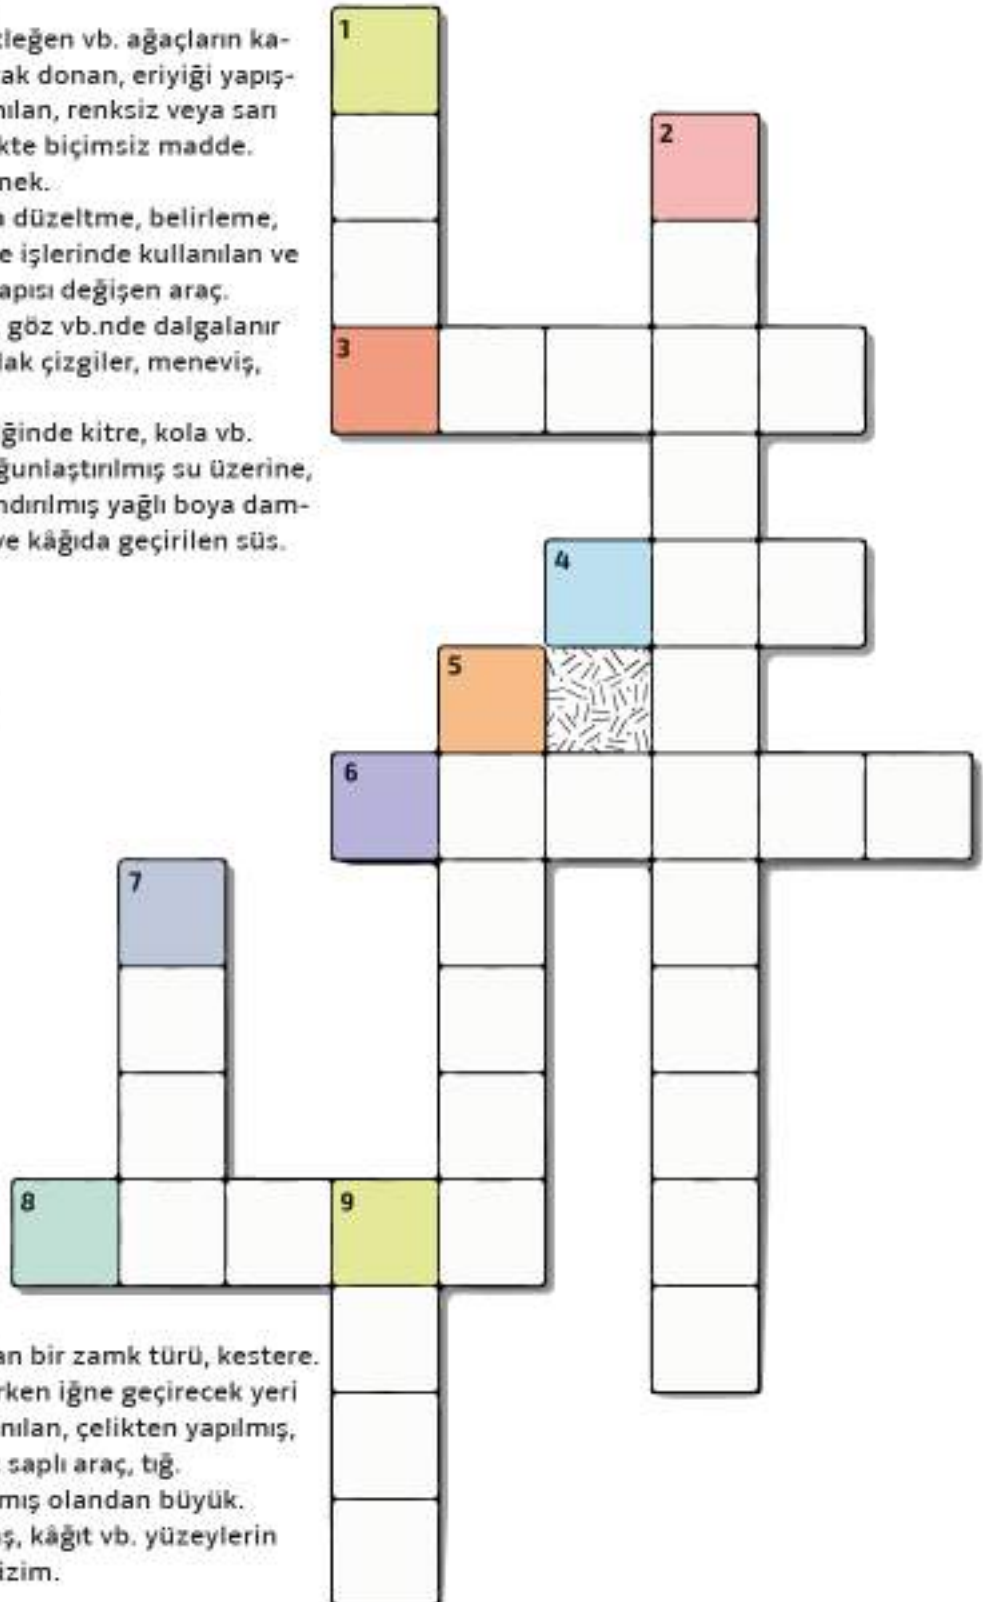 leğen vb. ağaçların ka-
ak donan, eriyiği yapış-
ılan, renksiz veya sarı
kte biçimsiz madde.
mek.
düzeltme, belirleme,
e işlerinde kullanılan ve
apısı değişen araç.
göz vb.nde dalgalanır
lak çizgiler, meneviş,
ğinde kitre, kola vb.
ğunlaştırılmış su üzerine,
ndırılmış yağlı boya dam-
ve kâğıda geçirilen süs.
1
2
3
4
5
6
7
8
9
an bir zamk türü, kestere.
rken iğne geçirecek yeri
nılan, çelikten yapılmış,
saplı araç, tığ.
mış olandan büyük.
ş, kâğıt vb. yüzeylerin
izim.